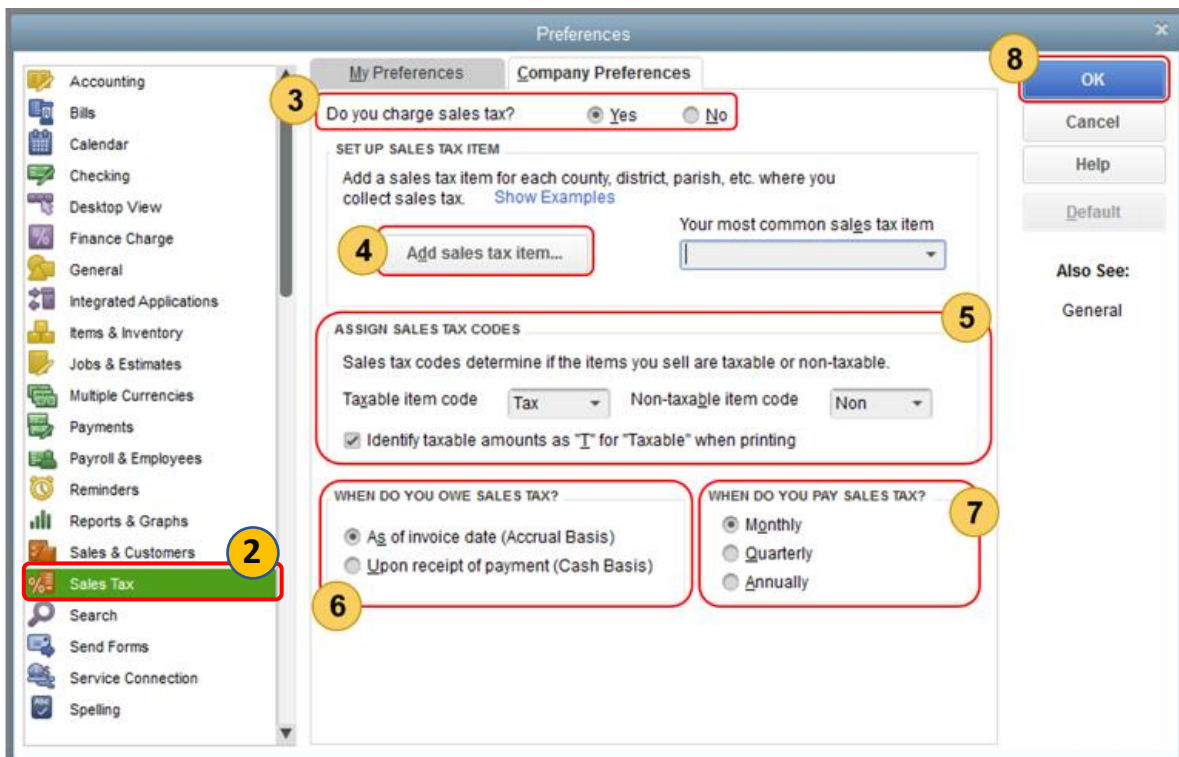 Preferences
Accounting
Bills
Calendar
Checking
Desktop View
Finance Charge
General
Integrated Applications
Items & Inventory
Jobs & Estimates
Multiple Currencies
Payments
Payroll & Employees
Reminders
Reports & Graphs
Sales & Customers
2
Sales Tax
Search
Send Forms
Service Connection
Spelling
My Preferences
Company Preferences
3
Do you charge sales tax?
Yes
No
SET UP SALES TAX ITEM
Add a sales tax item for each county, district, parish, etc. where you
collect sales tax. Show Examples
4
Add sales tax item...
Your most common sales tax item
5
ASSIGN SALES TAX CODES
Sales tax codes determine if the items you sell are taxable or non-taxable.
Taxable item code
Tax
Non-taxable item code
Non
Identify taxable amounts as "T" for "Taxable" when printing
WHEN DO YOU OWE SALES TAX?
As of invoice date (Accrual Basis)
Upon receipt of payment (Cash Basis)
6
WHEN DO YOU PAY SALES TAX?
7
Monthly
Quarterly
Annually
8
OK
Cancel
Help
Default
Also See:
General